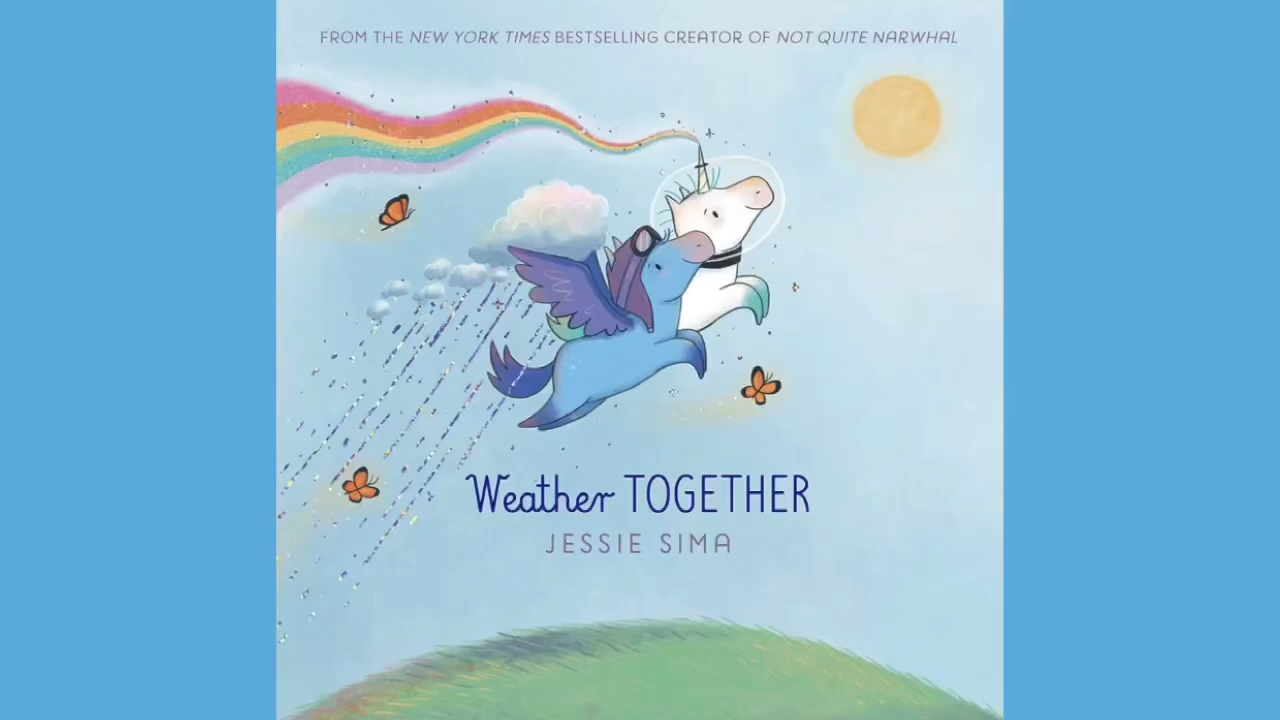 FROM THE NEW YORK TIMES BESTSELLING CREATOR OF NOT QUITE NARWHAL
Weather TOGETHER
JESSIE SIMA